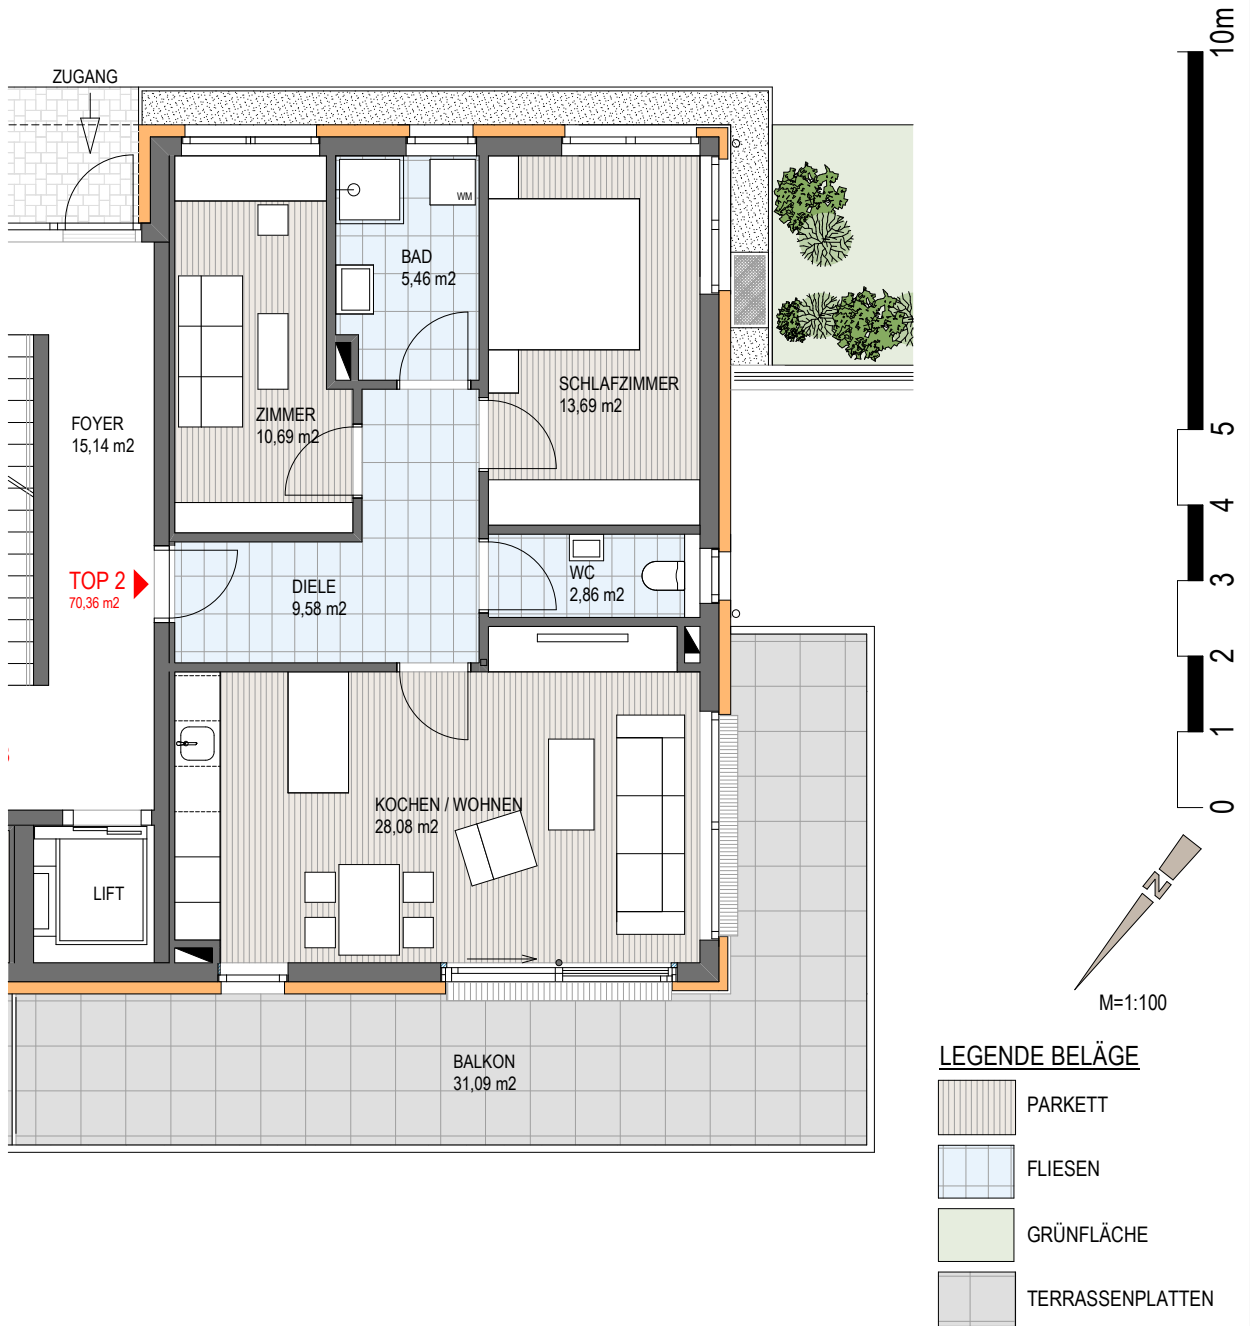 ZUGANG
10m
WM
BAD
5,46 m2
SCHLAFZIMMER
13,69 m2
ZIMMER
10,69 m2
FOYER
15,14 m2
5
4
3
2
1
0
TOP 2
70,36 m2
DIELE
9,58 m2
WC
2,86 m2
KOCHEN / WOHNEN
28,08 m2
LIFT
N
M=1:100
BALKON
31,09 m2
LEGENDE BELÄGE
PARKETT
FLIESEN
GRÜNFLÄCHE
TERRASSENPLATTEN